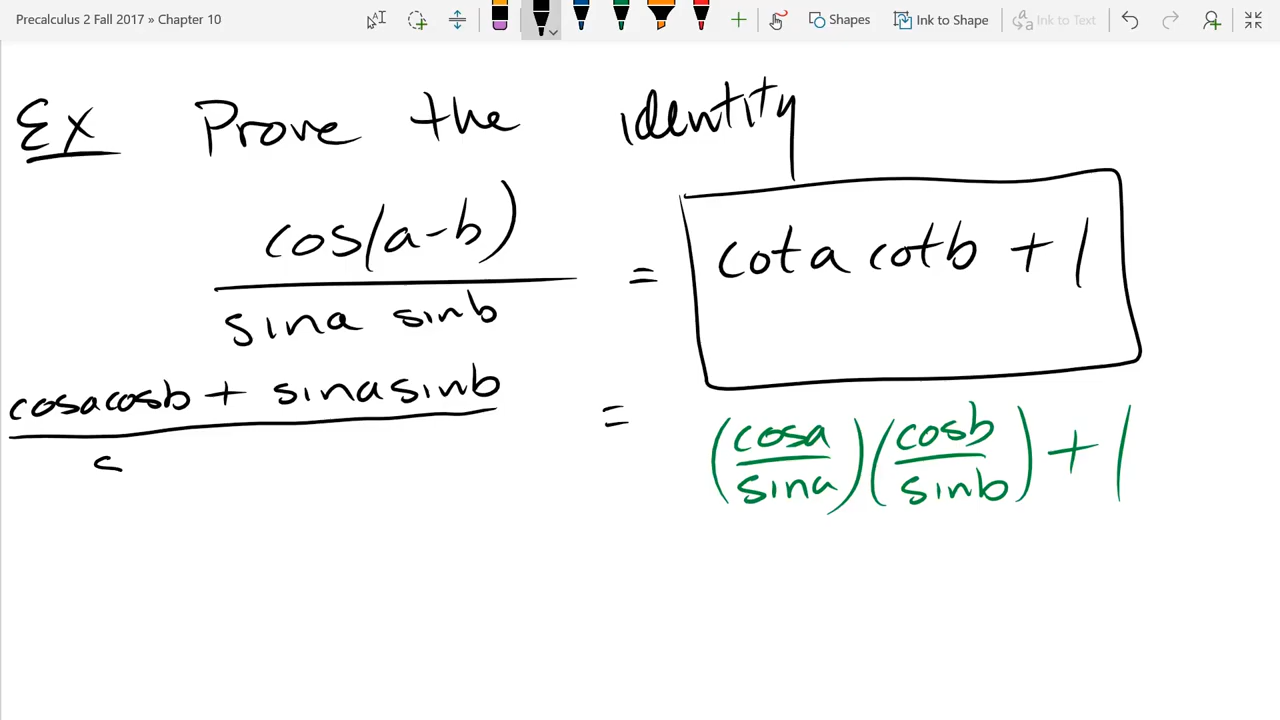 Precalculus 2 Fall 2017 » Chapter 10
Shapes
Ink to Shape
Ink to Text
Ex Prove the identity
cos(a-b) / sina sinb = cota cotb + 1
cosacosb + sinasinb / s = (cosa/sina)(cosb/sinb) + 1